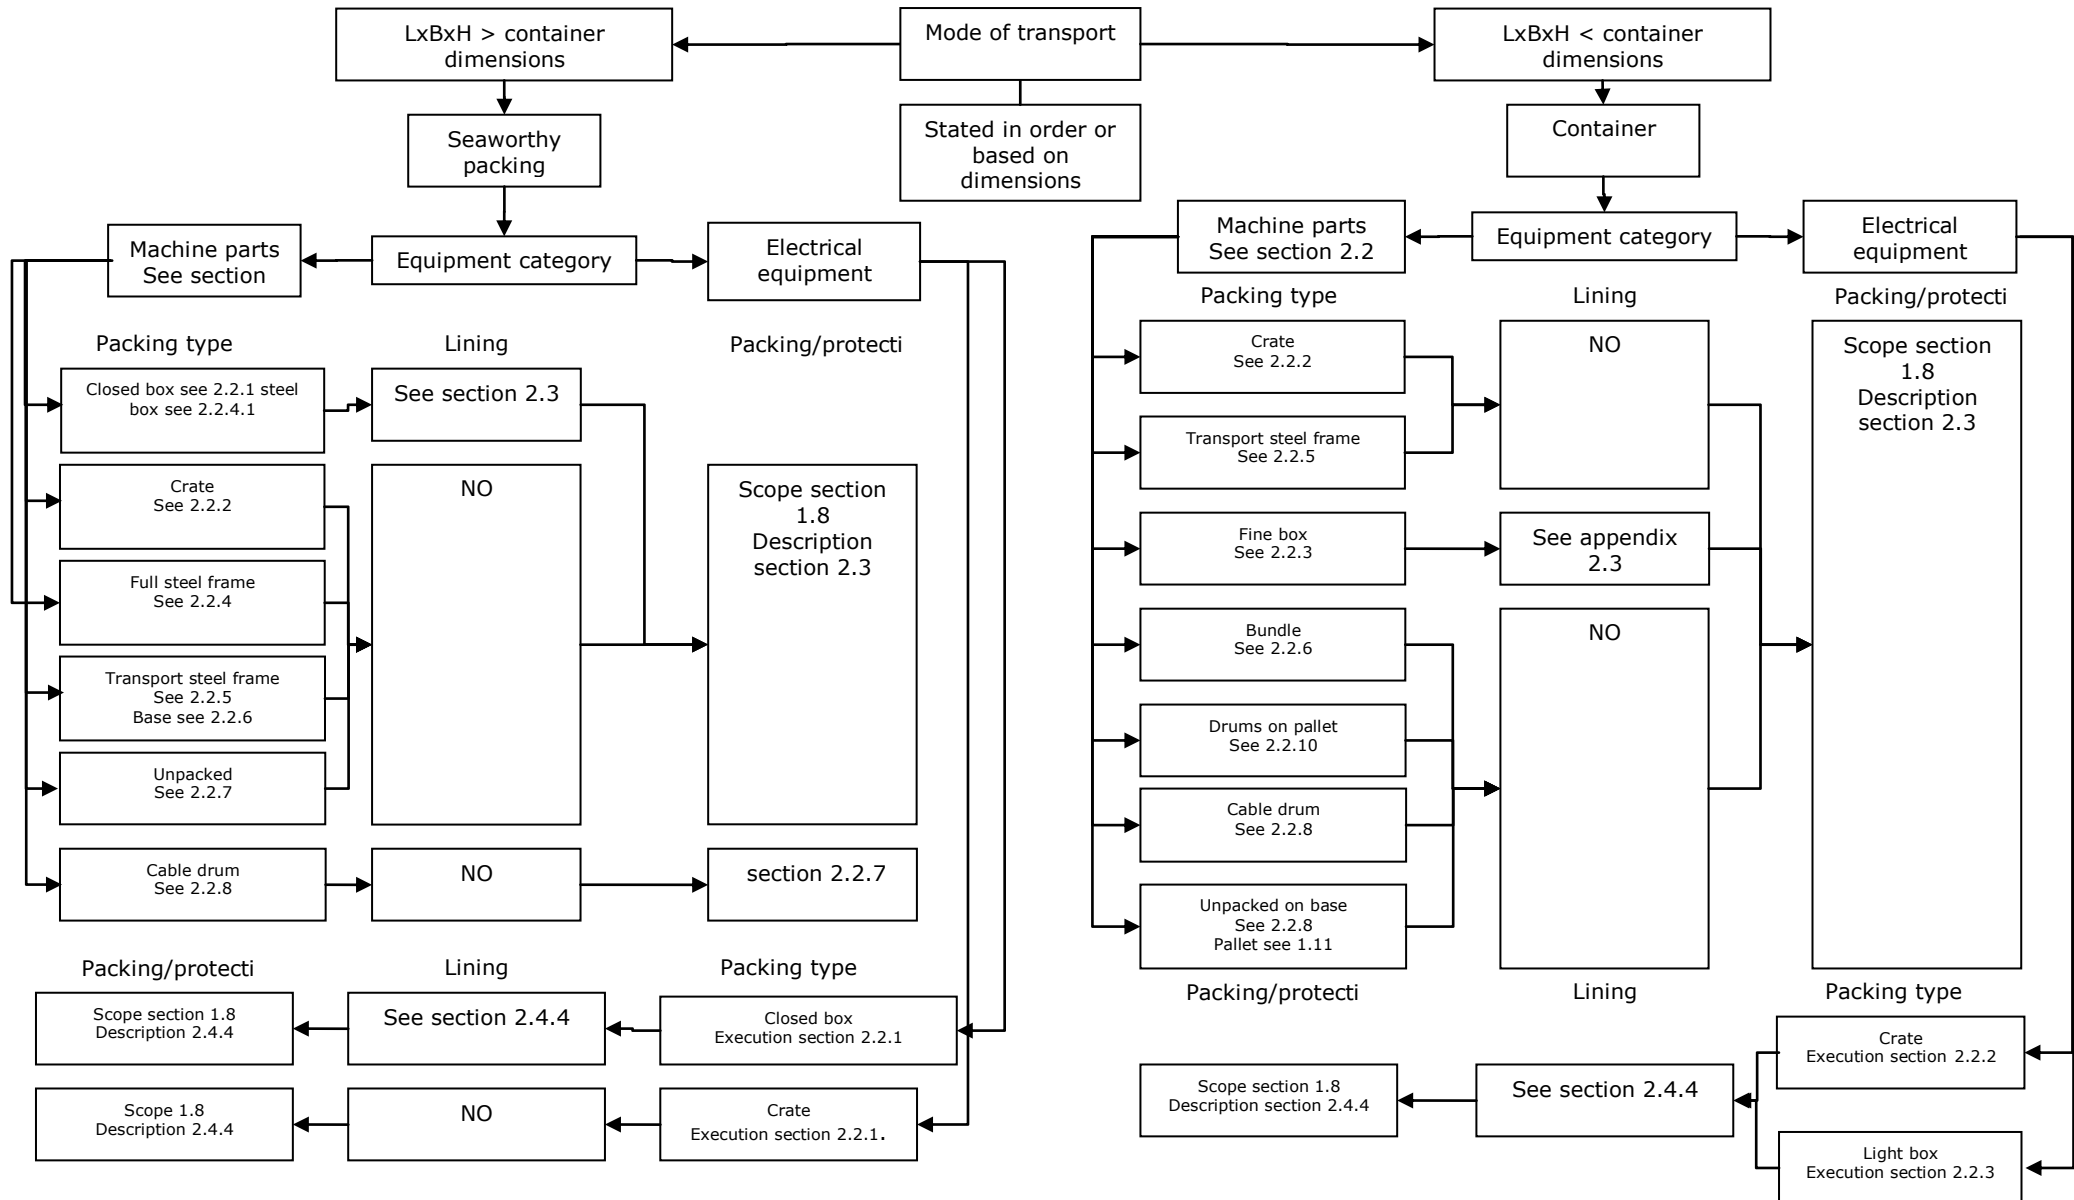 Mode of transport
Stated in order or
based on
dimensions
LxBxH > container
dimensions
Seaworthy
packing
Equipment category
Machine parts
See section
Electrical
equipment
Packing type
Lining
Packing/protecti
Closed box see 2.2.1 steel
box see 2.2.4.1
See section 2.3
Crate
See 2.2.2
NO
Scope section
1.8
Description
section 2.3
Full steel frame
See 2.2.4
Transport steel frame
See 2.2.5
Base see 2.2.6
Unpacked
See 2.2.7
Cable drum
See 2.2.8
NO
section 2.2.7
Packing/protecti
Lining
Packing type
Scope section 1.8
Description 2.4.4
See section 2.4.4
Closed box
Execution section 2.2.1
Scope 1.8
Description 2.4.4
NO
Crate
Execution section 2.2.1.
LxBxH < container
dimensions
Container
Equipment category
Machine parts
See section 2.2
Electrical
equipment
Packing type
Lining
Packing/protecti
Crate
See 2.2.2
NO
Scope section
1.8
Description
section 2.3
Transport steel frame
See 2.2.5
Fine box
See 2.2.3
See appendix
2.3
Bundle
See 2.2.6
NO
Drums on pallet
See 2.2.10
Cable drum
See 2.2.8
Unpacked on base
See 2.2.8
Pallet see 1.11
Packing/protecti
Lining
Packing type
Crate
Execution section 2.2.2
Scope section 1.8
Description section 2.4.4
See section 2.4.4
Light box
Execution section 2.2.3